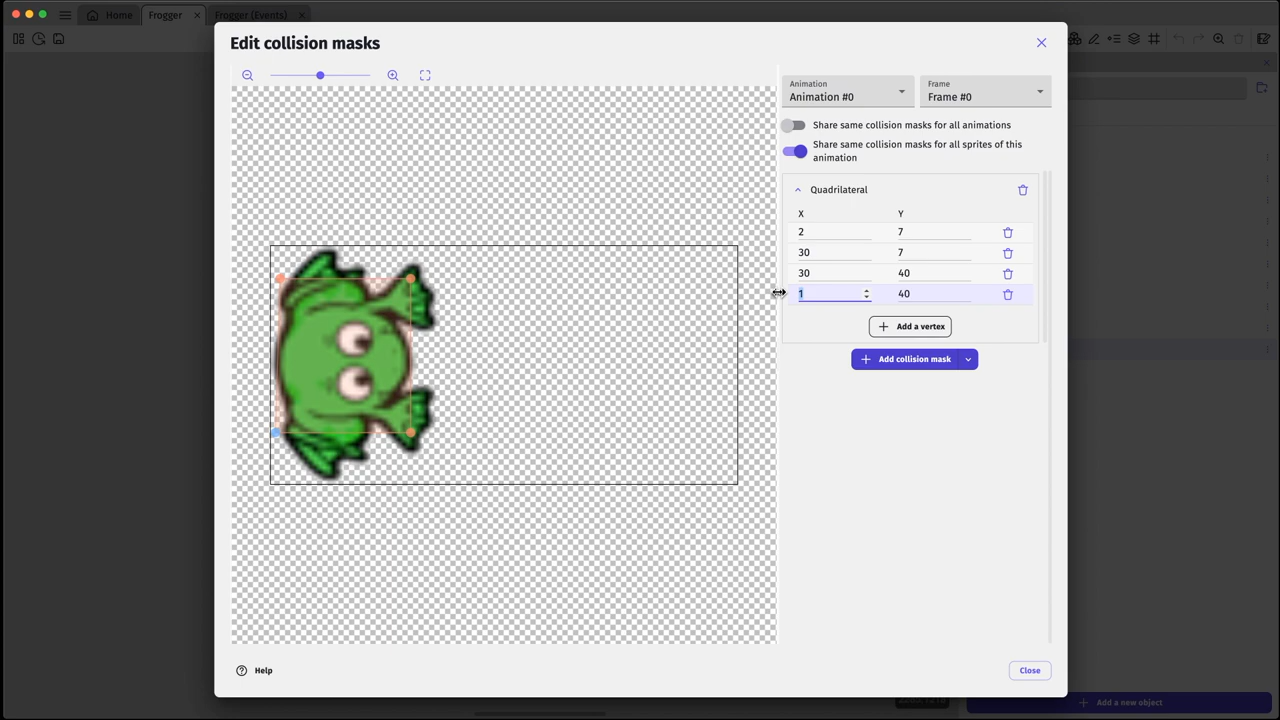 Home
Frogger
Frogger (Events)
Edit collision masks
Animation
Animation #0
Frame
Frame #0
Share same collision masks for all animations
Share same collision masks for all sprites of this
animation
Quadrilateral
X Y
2 7
30 7
30 40
1 40
Add a vertex
Add collision mask
Help
Close
Add a new object